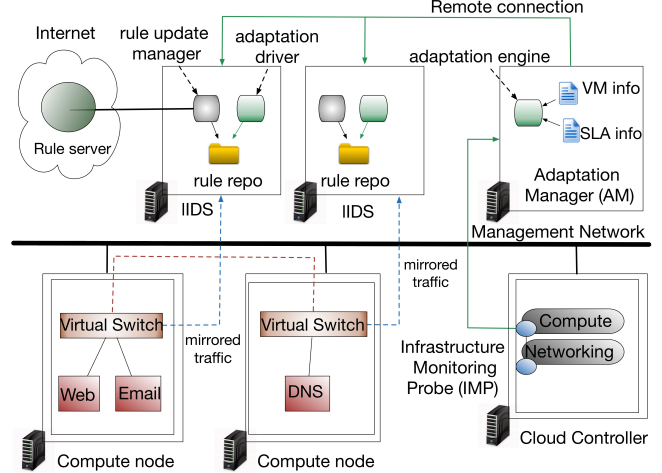 Remote connection
Internet
rule update
manager
adaptation
driver
adaptation engine
VM info
SLA info
Rule server
rule repo
rule repo
Adaptation
Manager (AM)
IIDS
IIDS
Management Network
mirrored
traffic
Virtual Switch
Virtual Switch
mirrored
traffic
Compute
Networking
Infrastructure
Monitoring
Probe (IMP)
Web
Email
DNS
Cloud Controller
Compute node
Compute node